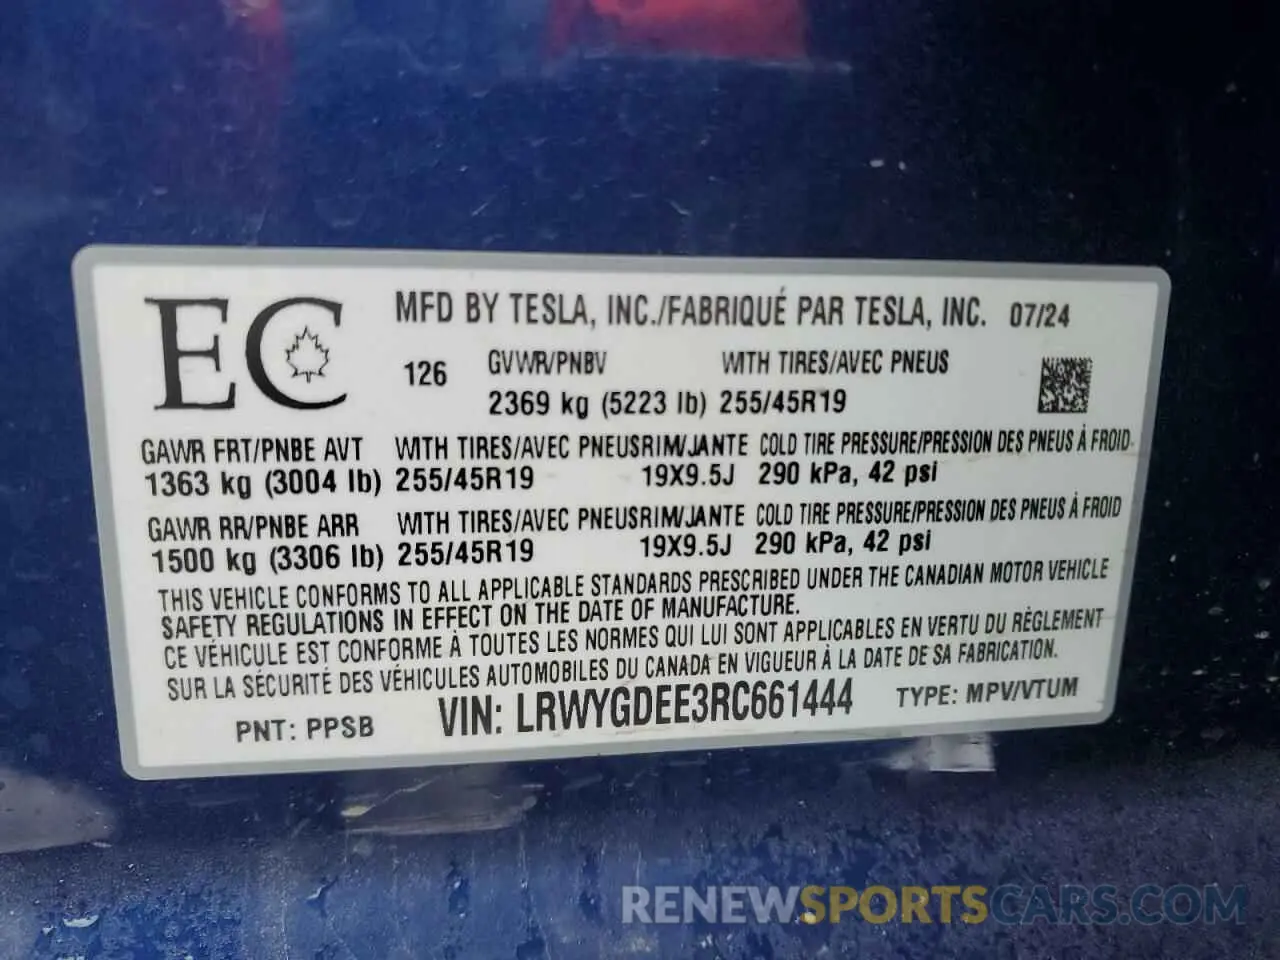 EC
MFD BY TESLA, INC./FABRIQUÉ PAR TESLA, INC. 07/24
126
GVWR/PNBV WITH TIRES/AVEC PNEUS
2369 kg (5223 lb) 255/45R19
GAWR FRT/PNBE AVT WITH TIRES/AVEC PNEUS RIM/JANTE COLD TIRE PRESSURE/PRESSION DES PNEUS À FROID
1363 kg (3004 lb) 255/45R19 19X9.5J 290 kPa, 42 psi
GAWR RR/PNBE ARR WITH TIRES/AVEC PNEUS RIM/JANTE COLD TIRE PRESSURE/PRESSION DES PNEUS À FROID
1500 kg (3306 lb) 255/45R19 19X9.5J 290 kPa, 42 psi
THIS VEHICLE CONFORMS TO ALL APPLICABLE STANDARDS PRESCRIBED UNDER THE CANADIAN MOTOR VEHICLE
SAFETY REGULATIONS IN EFFECT ON THE DATE OF MANUFACTURE.
CE VÉHICULE EST CONFORME À TOUTES LES NORMES QUI LUI SONT APPLICABLES EN VERTU DU RÈGLEMENT
SUR LA SÉCURITÉ DES VÉHICULES AUTOMOBILES DU CANADA EN VIGUEUR À LA DATE DE SA FABRICATION.
PNT: PPSB VIN: LRWYGDEE3RC661444 TYPE: MPV/VTUM
RENEWSPORTSCARS.COM